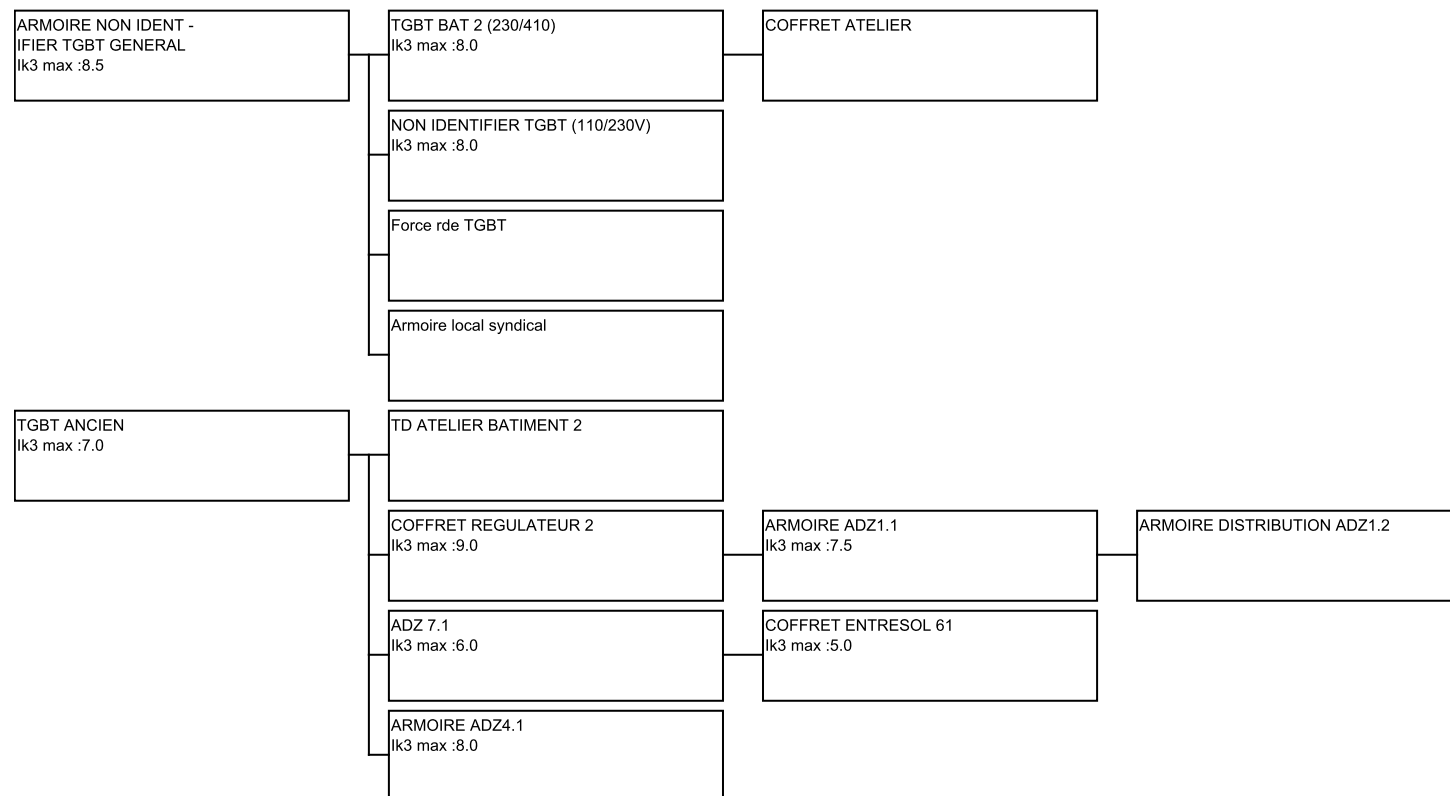 ARMOIRE NON IDENT -
IFIER TGBT GENERAL
Ik3 max :8.5
TGBT BAT 2 (230/410)
Ik3 max :8.0
COFFRET ATELIER
NON IDENTIFIER TGBT (110/230V)
Ik3 max :8.0
Force rde TGBT
Armoire local syndical
TGBT ANCIEN
Ik3 max :7.0
TD ATELIER BATIMENT 2
COFFRET REGULATEUR 2
Ik3 max :9.0
ARMOIRE ADZ1.1
Ik3 max :7.5
ARMOIRE DISTRIBUTION ADZ1.2
ADZ 7.1
Ik3 max :6.0
COFFRET ENTRESOL 61
Ik3 max :5.0
ARMOIRE ADZ4.1
Ik3 max :8.0